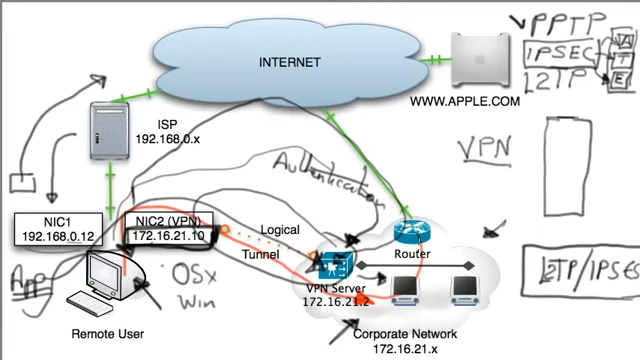 PPTP
IPSEC
L2TP
A
T
E
INTERNET
WWW.APPLE.COM
ISP
192.168.0.x
VPN
Authentication
NIC1
192.168.0.12
NIC2 (VPN)
172.16.21.10
Logical
Tunnel
Router
App
OSX
Win
VPN Server
172.16.21.2
L2TP/IPSEC
Remote User
Corporate Network
172.16.21.x